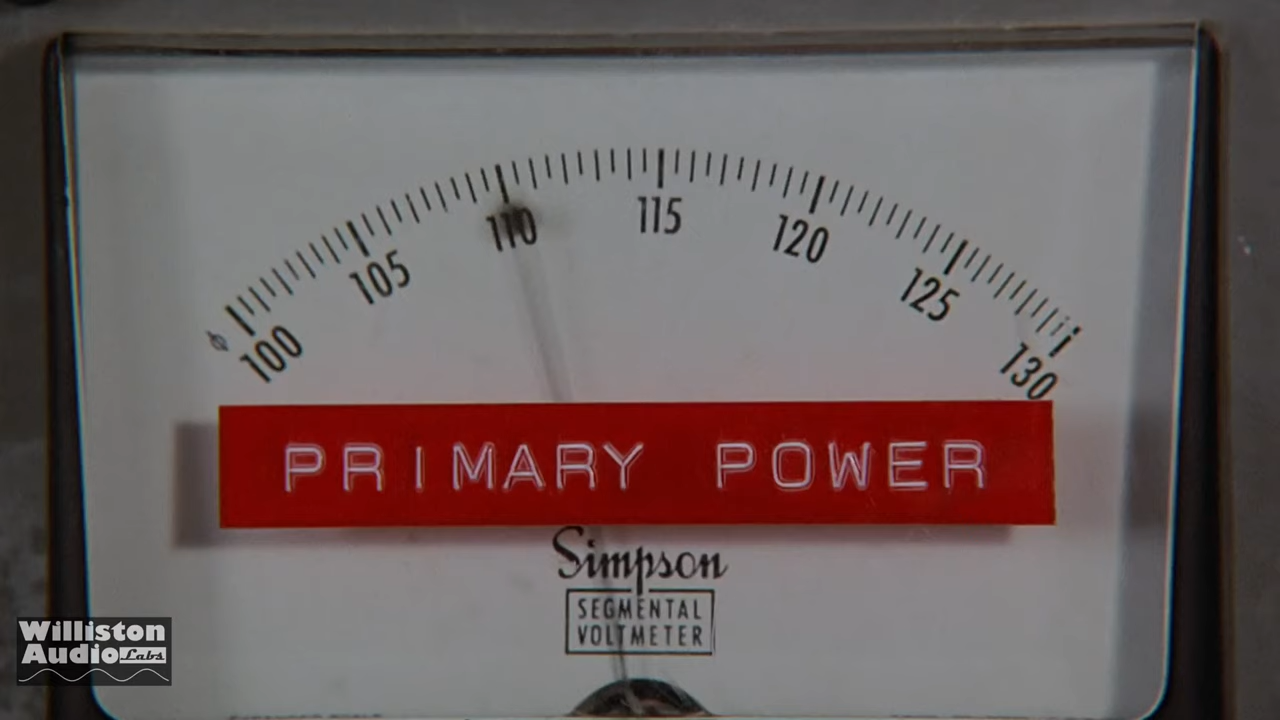 115
110
120
105
125
100
130
PRIMARY POWER
Simpson
SEGMENTAL
VOLTMETER
Williston
Audio Labs